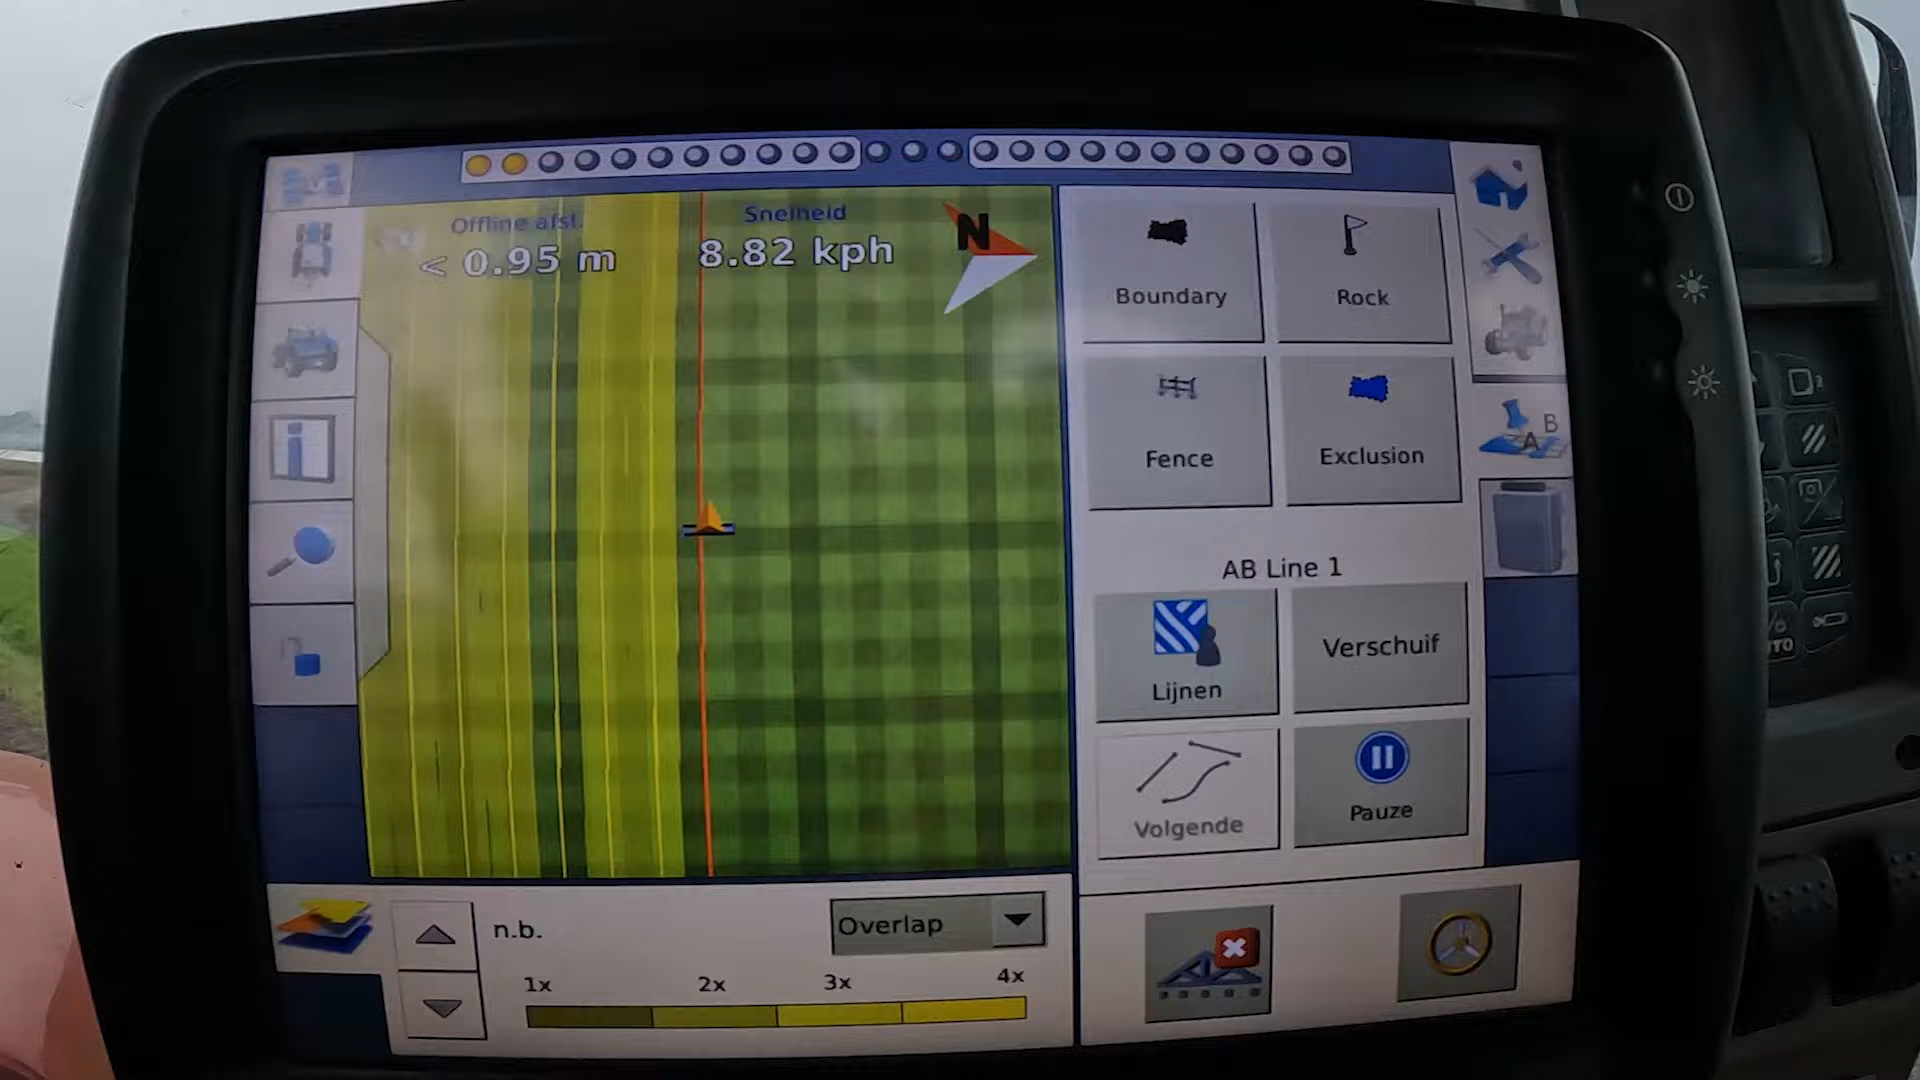 Offline afst.
< 0.95 m
Snelheid
8.82 kph
N
Boundary
Rock
Fence
Exclusion
AB Line 1
Lijnen
Verschuif
Volgende
Pauze
A B
n.b.
Overlap
1x 2x 3x 4x